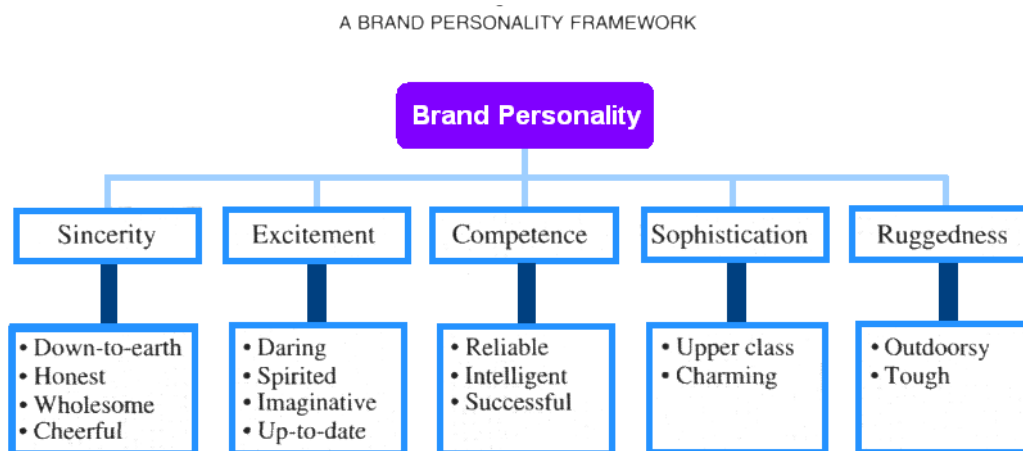 A BRAND PERSONALITY FRAMEWORK
Brand Personality
Sincerity
Excitement
Competence
Sophistication
Ruggedness
• Down-to-earth
• Honest
• Wholesome
• Cheerful
• Daring
• Spirited
• Imaginative
• Up-to-date
• Reliable
• Intelligent
• Successful
• Upper class
• Charming
• Outdoorsy
• Tough